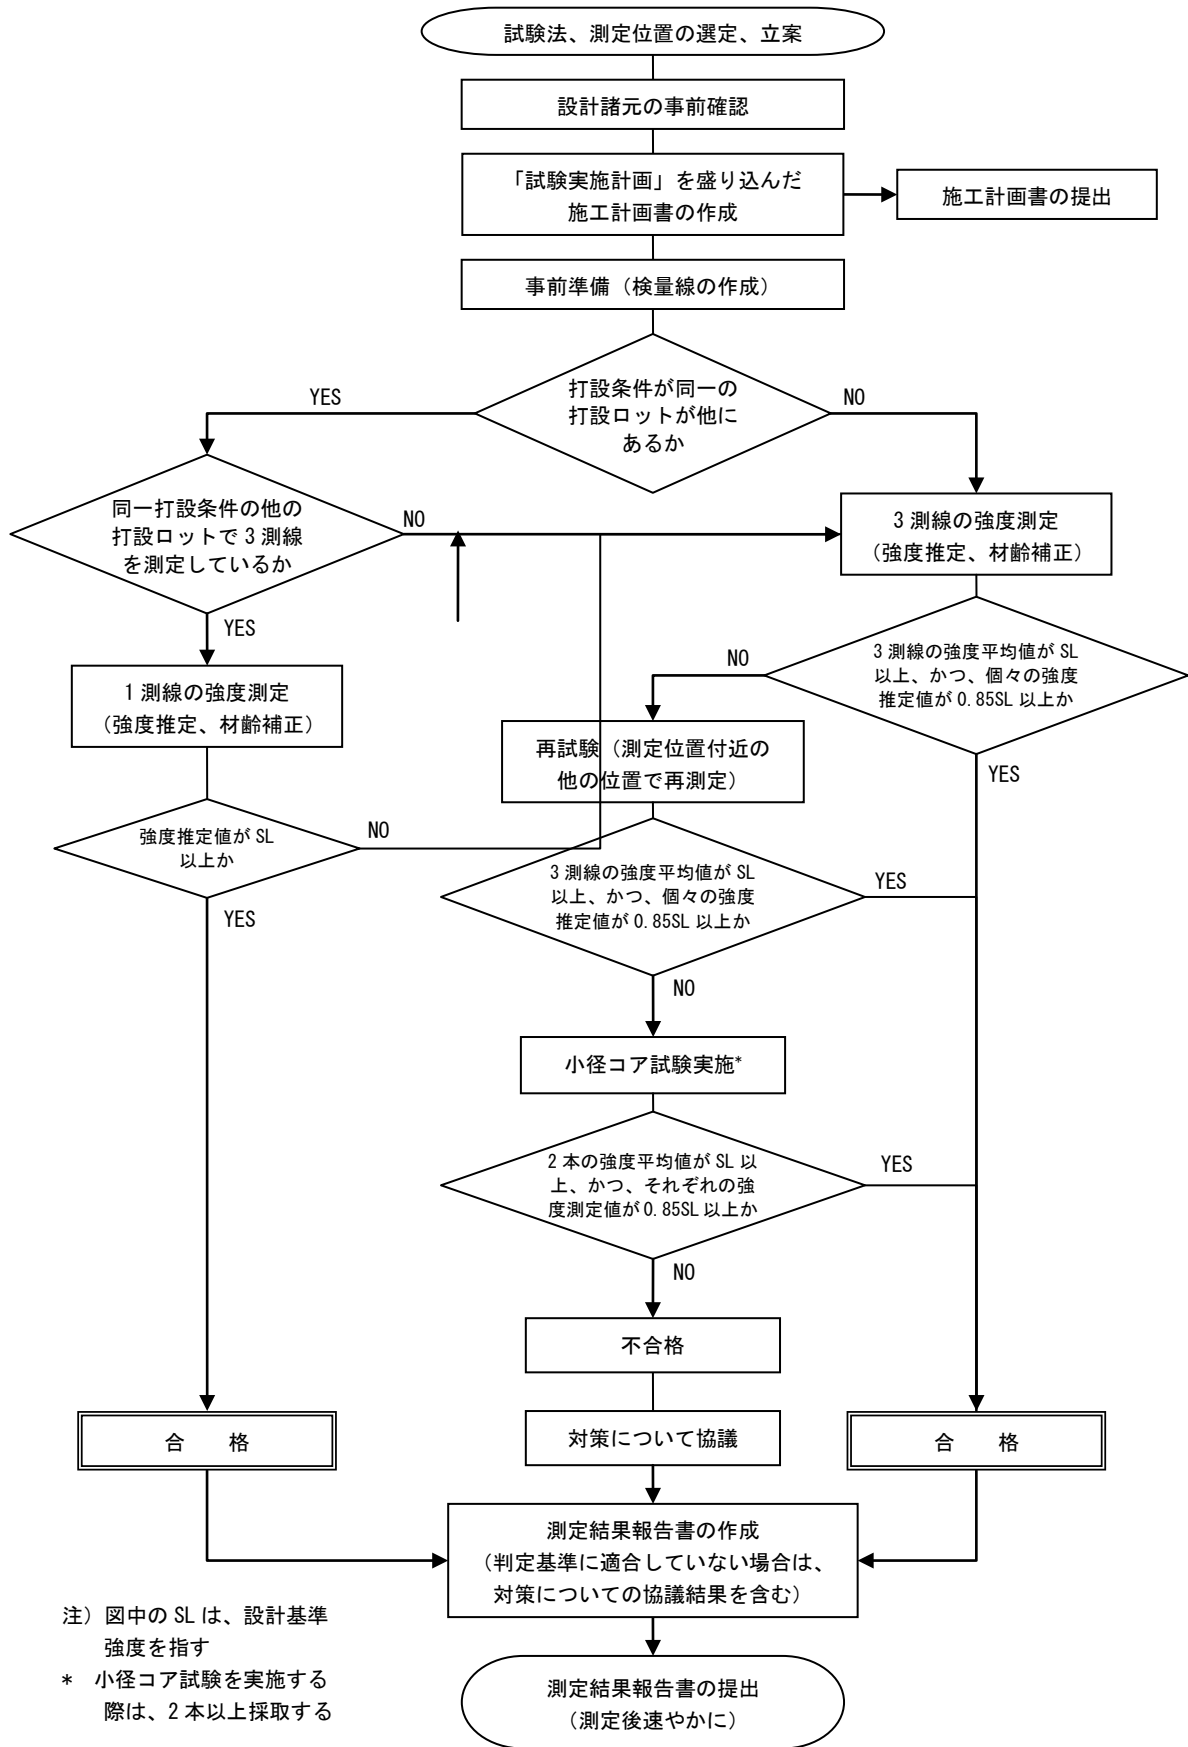 試験法、測定位置の選定、立案
設計諸元の事前確認
「試験実施計画」を盛り込んだ
施工計画書の作成
施工計画書の提出
事前準備（検量線の作成）
打設条件が同一の
打設ロットが他に
あるか
YES
NO
同一打設条件の他の
打設ロットで3測線
を測定しているか
NO
YES
3測線の強度測定
（強度推定、材齢補正）
3測線の強度平均値がSL
以上、かつ、個々の強度
推定値が0.85SL以上か
NO
YES
1測線の強度測定
（強度推定、材齢補正）
再試験（測定位置付近の
他の位置で再測定）
強度推定値がSL
以上か
NO
YES
3測線の強度平均値がSL
以上、かつ、個々の強度
推定値が0.85SL以上か
YES
NO
小径コア試験実施*
2本の強度平均値がSL以
上、かつ、それぞれの強
度測定値が0.85SL以上か
YES
NO
不合格
対策について協議
合　　格
合　　格
測定結果報告書の作成
（判定基準に適合していない場合は、
対策についての協議結果を含む）
測定結果報告書の提出
（測定後速やかに）
注）図中のSLは、設計基準
強度を指す
*　小径コア試験を実施する
際は、2本以上採取する